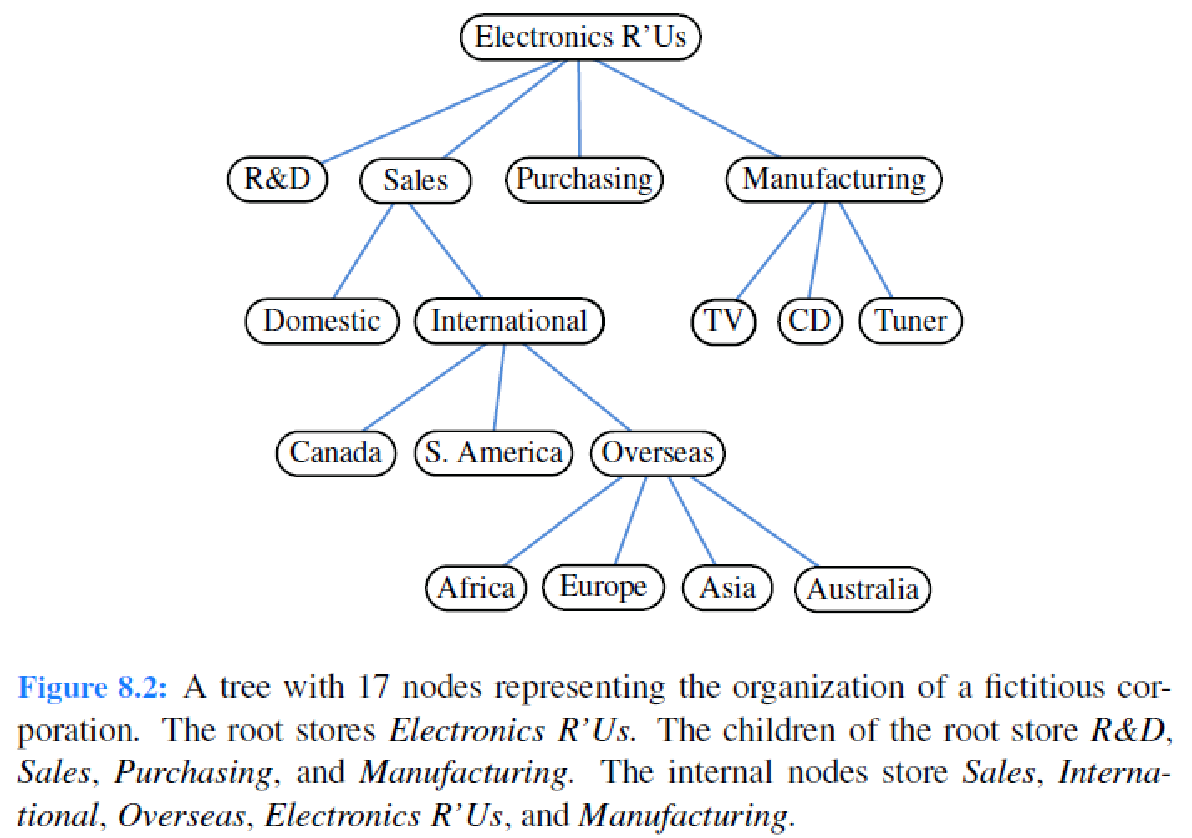 Electronics R’Us
R&D Sales Purchasing Manufacturing
Domestic International TV CD Tuner
Canada S. America Overseas
Africa Europe Asia Australia
Figure 8.2: A tree with 17 nodes representing the organization of a fictitious cor-
poration. The root stores Electronics R’Us. The children of the root store R&D,
Sales, Purchasing, and Manufacturing. The internal nodes store Sales, Interna-
tional, Overseas, Electronics R’Us, and Manufacturing.